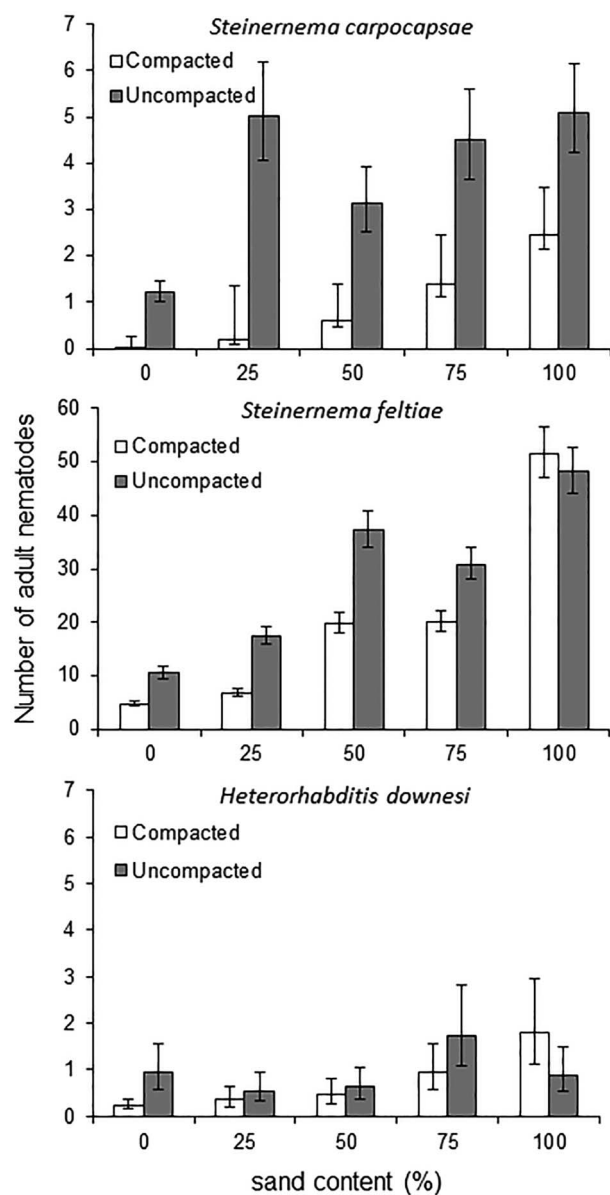 Steinernema carpocapsae
Compacted
Uncompacted
7
6
5
4
3
2
1
0
0 25 50 75 100
Steinernema feltiae
Compacted
Uncompacted
60
50
40
30
20
10
0
0 25 50 75 100
Number of adult nematodes
Heterorhabditis downesi
Compacted
Uncompacted
7
6
5
4
3
2
1
0
0 25 50 75 100
sand content (%)